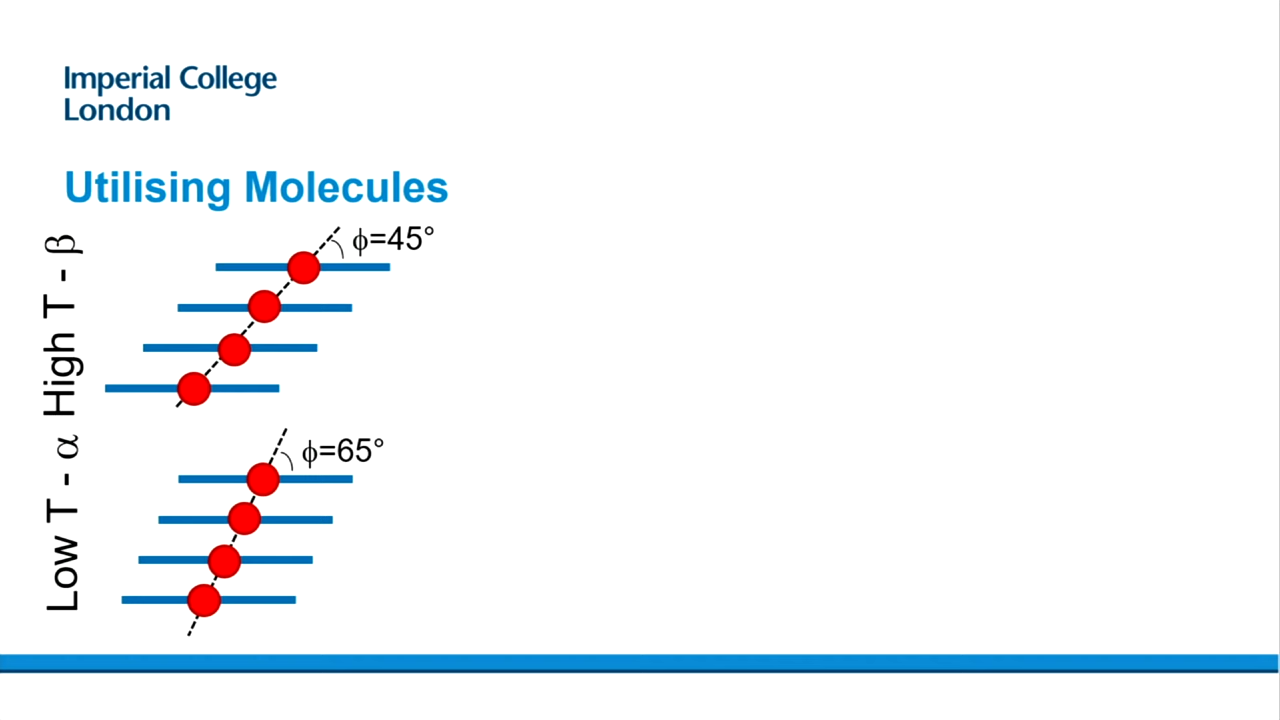 Imperial College
London
Utilising Molecules
High T - β
ϕ=45°
Low T - α
ϕ=65°